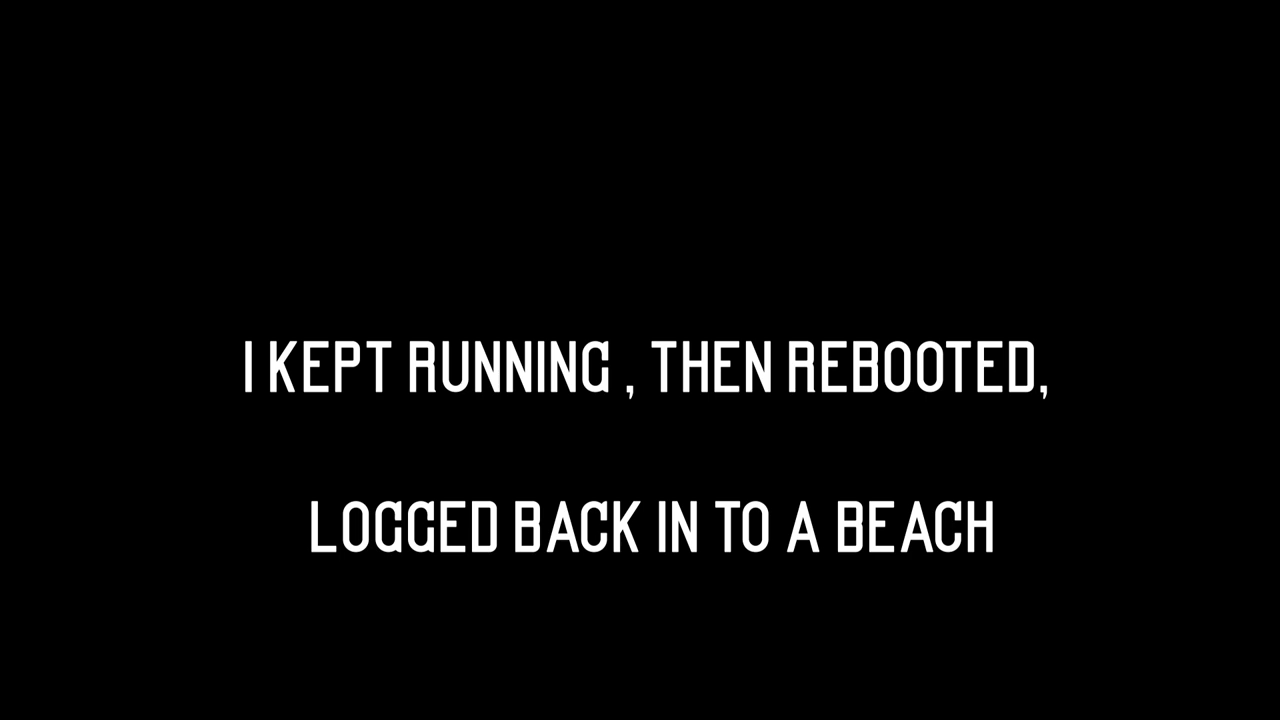 I KEPT RUNNING , THEN REBOOTED,
LOGGED BACK IN TO A BEACH